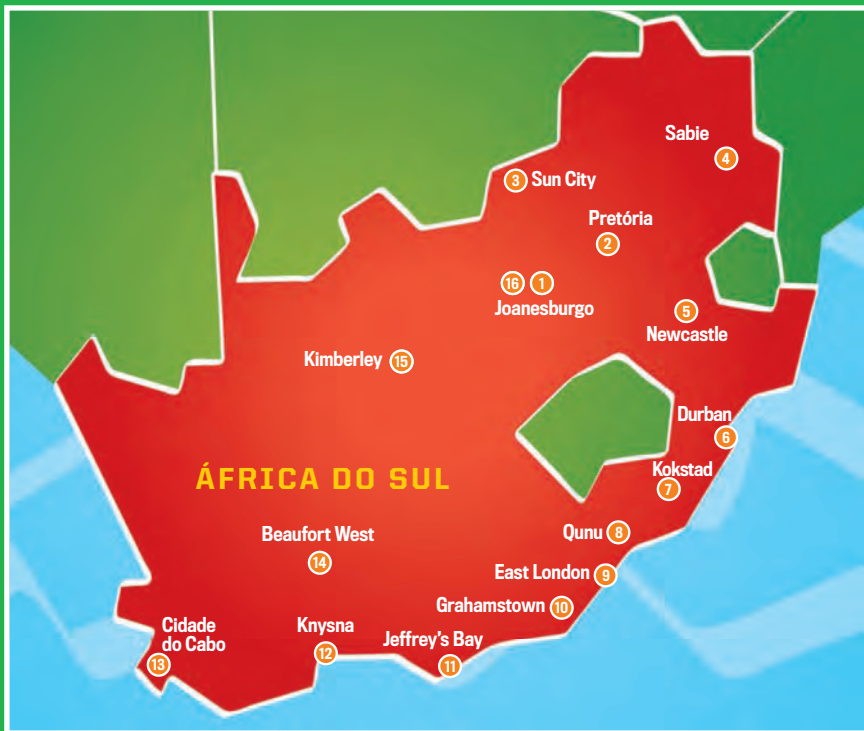 Sabie
4
3 Sun City
Pretória
2
16 1
Joanesburgo
5
Newcastle
Kimberley 15
Durban
6
ÁFRICA DO SUL
Kokstad
7
Beaufort West
14
Qunu 8
East London 9
Grahamstown 10
Cidade
do Cabo
13
Knysna
12
Jeffrey's Bay
11